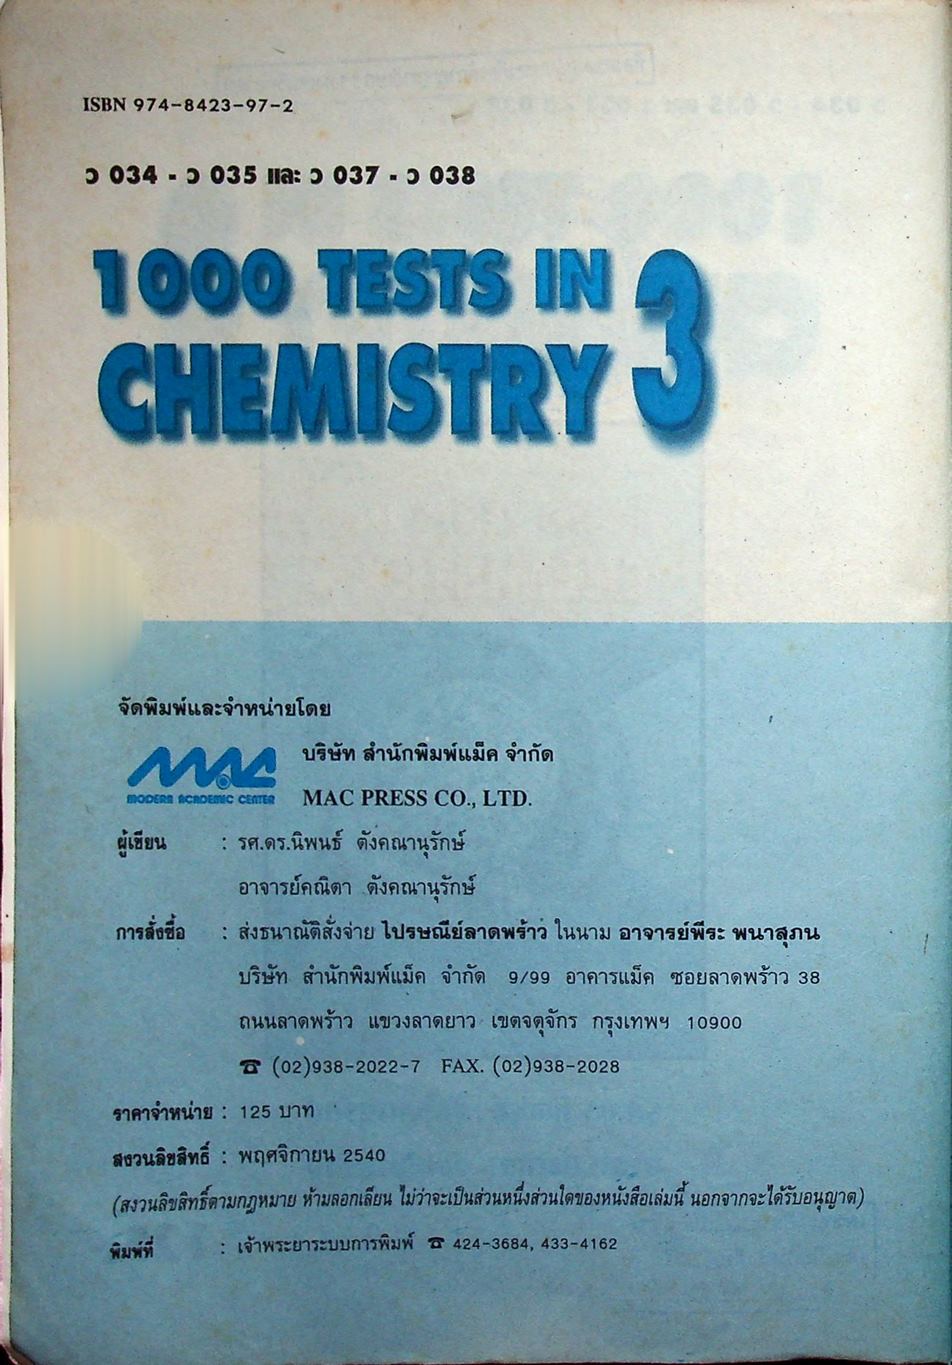 ISBN 974-8423-97-2
ว 034 - ว 035 และ ว 037 - ว 038
1000 TESTS IN
CHEMISTRY 3
จัดพิมพ์และจำหน่ายโดย
MAC
MODERN ACADEMIC CENTER
บริษัท สำนักพิมพ์แม็ค จำกัด
MAC PRESS CO., LTD.
ผู้เขียน : รศ.ดร.นิพนธ์ ตังคณานุรักษ์
อาจารย์คณิตา ตังคณานุรักษ์
การสั่งซื้อ : ส่งธนาณัติสั่งจ่าย ไปรษณีย์ลาดพร้าว ในนาม อาจารย์พีระ พนาสุภน
บริษัท สำนักพิมพ์แม็ค จำกัด 9/99 อาคารแม็ค ซอยลาดพร้าว 38
ถนนลาดพร้าว แขวงลาดยาว เขตจตุจักร กรุงเทพฯ 10900
☎ (02)938-2022-7 FAX. (02)938-2028
ราคาจำหน่าย : 125 บาท
สงวนลิขสิทธิ์ : พฤศจิกายน 2540
(สงวนลิขสิทธิ์ตามกฎหมาย ห้ามลอกเลียน ไม่ว่าจะเป็นส่วนหนึ่งส่วนใดของหนังสือเล่มนี้ นอกจากจะได้รับอนุญาต)
พิมพ์ที่ : เจ้าพระยาระบบการพิมพ์ ☎ 424-3684, 433-4162